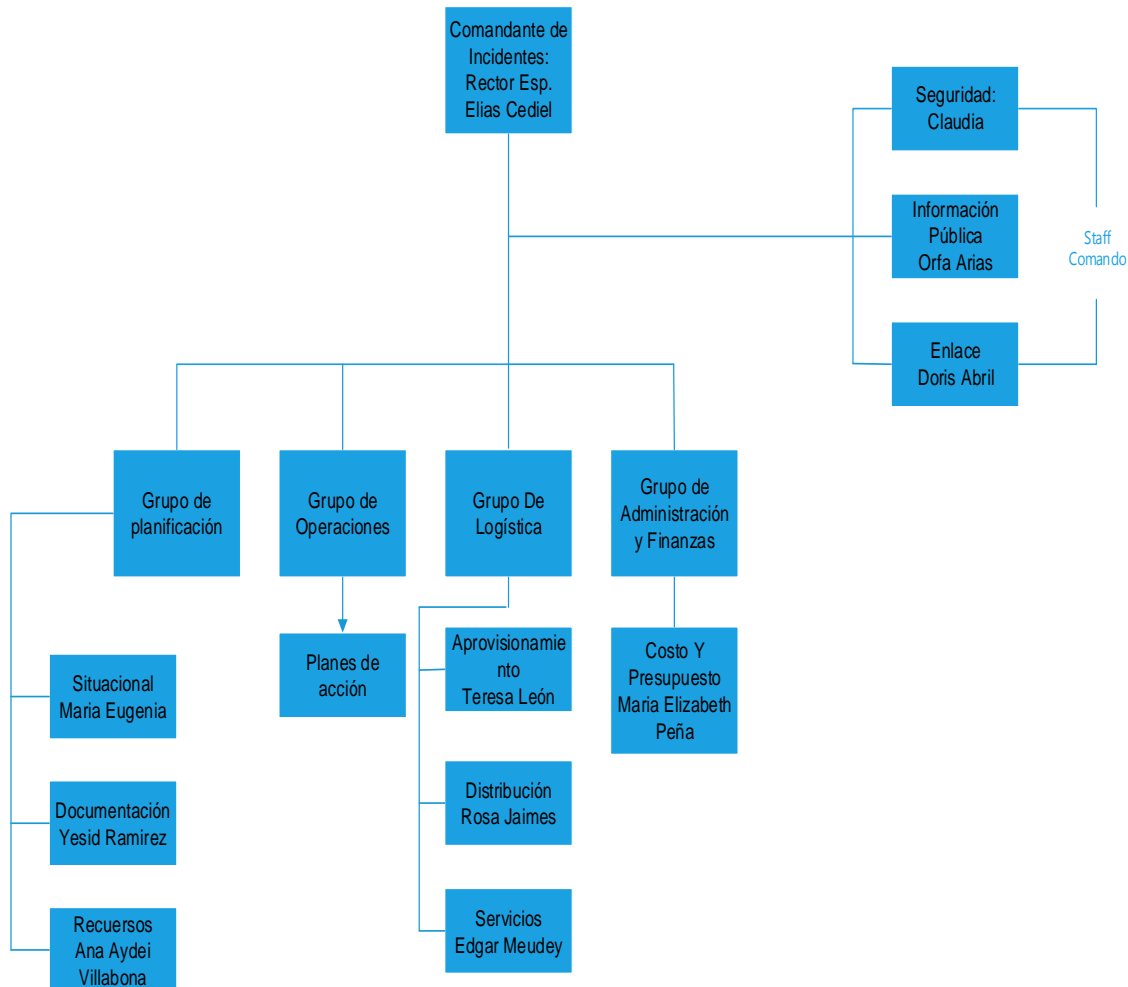 Comandante de
Incidentes:
Rector Esp.
Elias Cediel
Seguridad:
Claudia
Información
Pública
Orfa Arias
Staff
Comando
Enlace
Doris Abril
Grupo de
planificación
Grupo de
Operaciones
Grupo De
Logística
Grupo de
Administración
y Finanzas
Situacional
Maria Eugenia
Documentación
Yesid Ramirez
Recuersos
Ana Aydei
Villabona
Planes de
acción
Aprovisionamie
nto
Teresa León
Distribución
Rosa Jaimes
Servicios
Edgar Meudey
Costo Y
Presupuesto
Maria Elizabeth
Peña